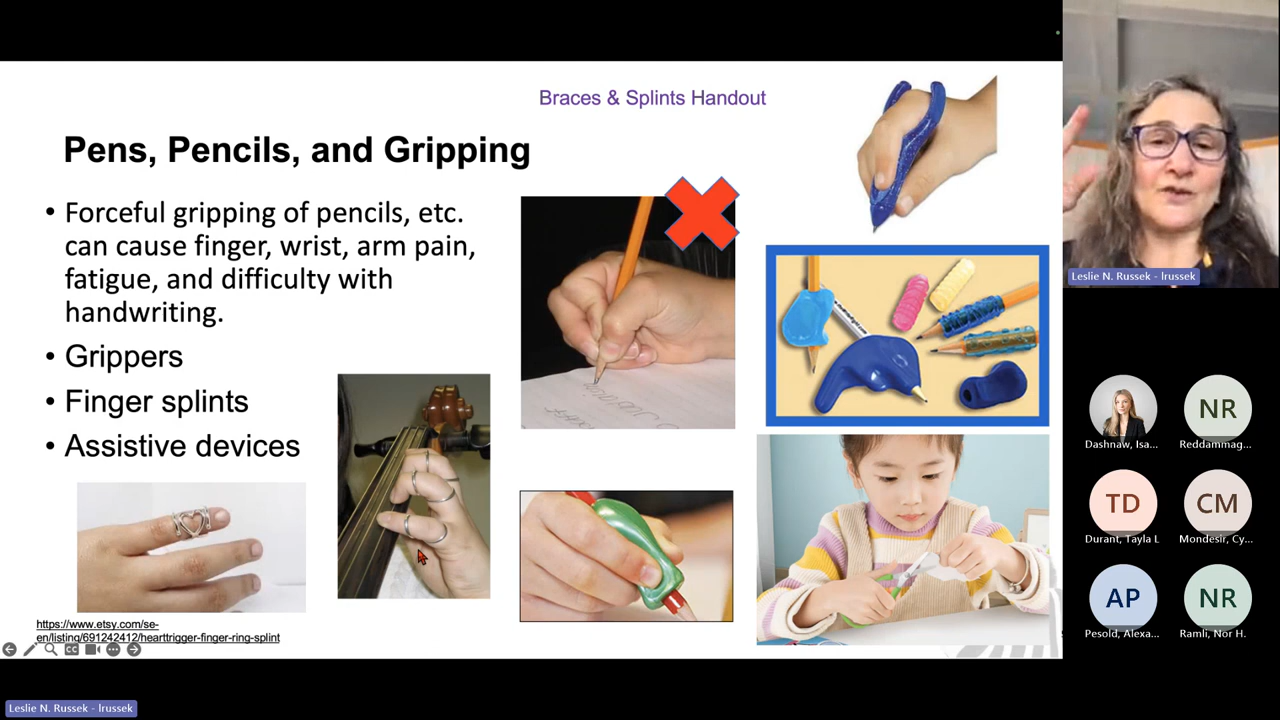 Braces & Splints Handout
Pens, Pencils, and Gripping
• Forceful gripping of pencils, etc.
can cause finger, wrist, arm pain,
fatigue, and difficulty with
handwriting.
• Grippers
• Finger splints
• Assistive devices
https://www.etsy.com/se-
en/listing/691242412/hearttrigger-finger-ring-splint
CC
Leslie N. Russek - lrussek
NR
Dashnaw, Isa...
Reddammag...
TD
CM
Durant, Tayla L
Mondesir, Cy...
AP
NR
Pesold, Alexa...
Ramli, Nor H.
Leslie N. Russek - lrussek